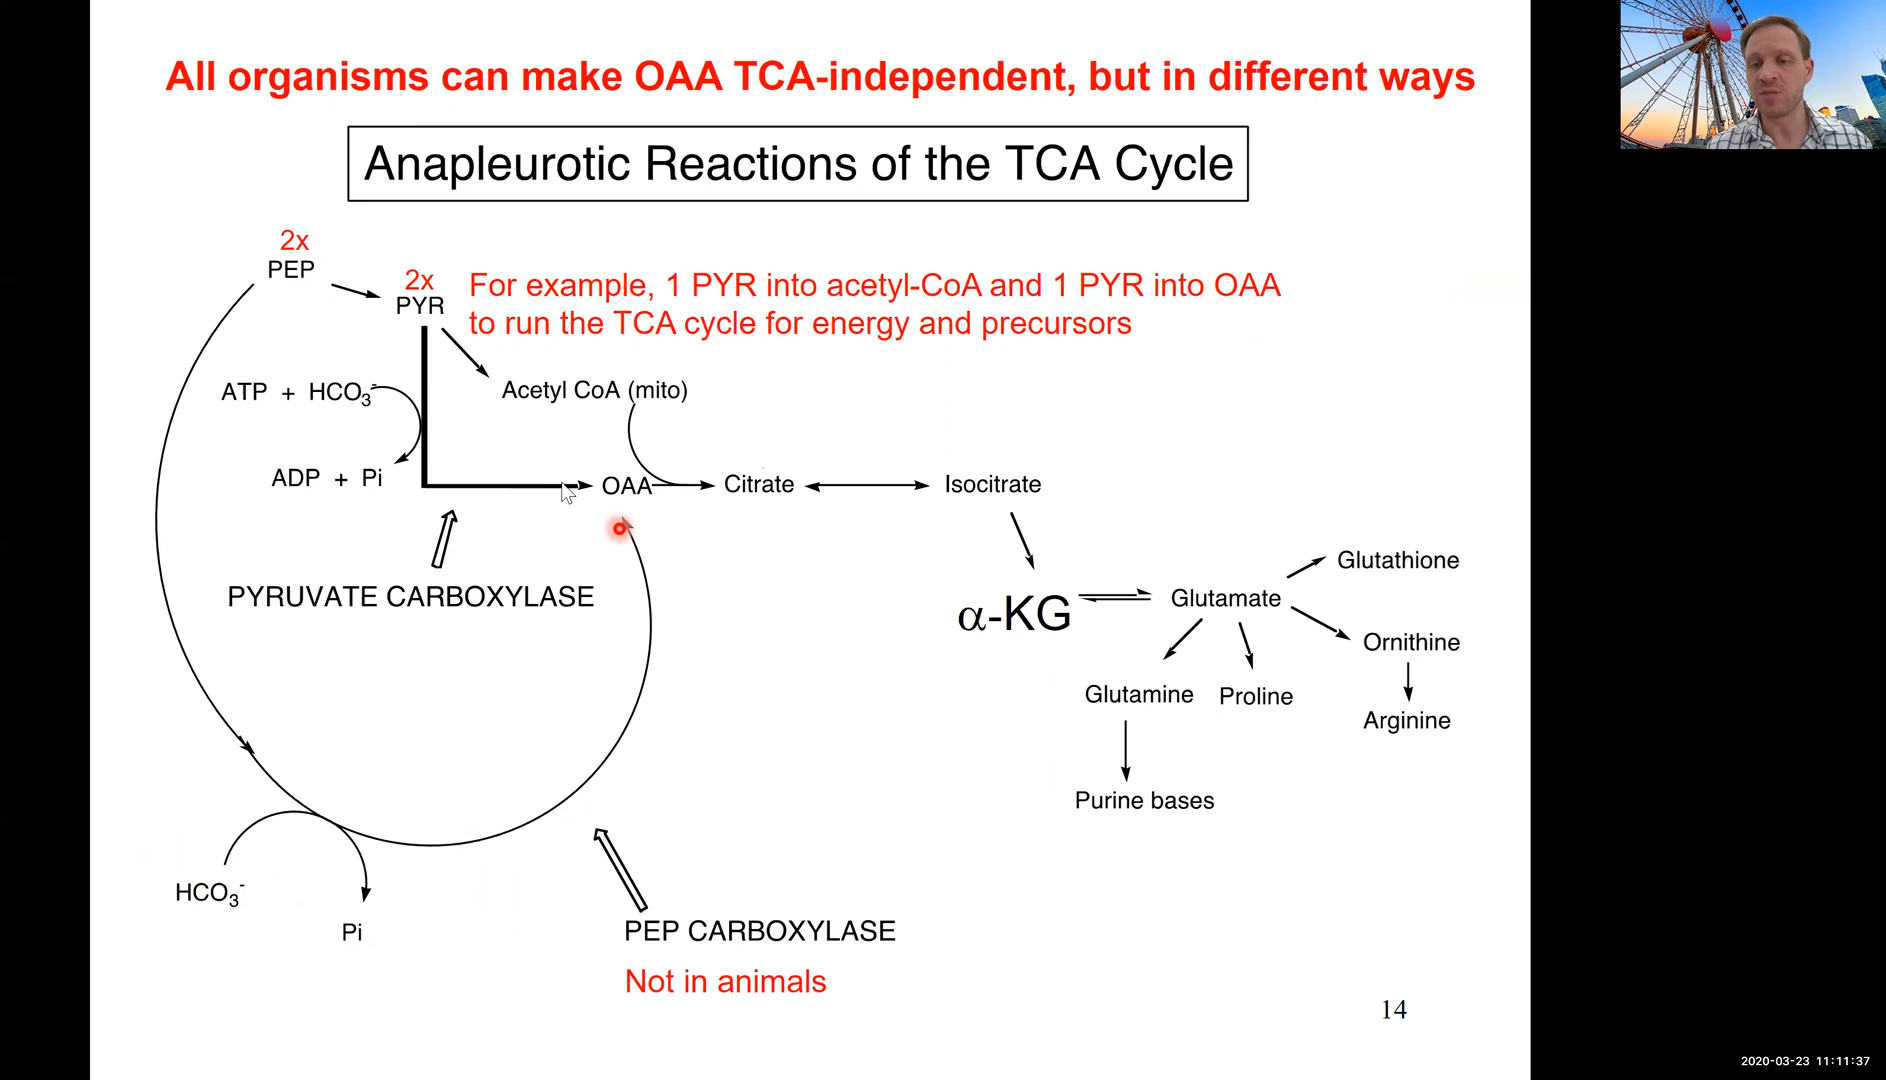 All organisms can make OAA TCA-independent, but in different ways
Anapleurotic Reactions of the TCA Cycle
2x
PEP
2x
PYR
For example, 1 PYR into acetyl-CoA and 1 PYR into OAA
to run the TCA cycle for energy and precursors
ATP + HCO₃⁻
Acetyl CoA (mito)
ADP + Pi
OAA
Citrate
Isocitrate
PYRUVATE CARBOXYLASE
α-KG
Glutamate
Glutathione
Ornithine
Glutamine
Proline
Arginine
Purine bases
HCO₃⁻
Pi
PEP CARBOXYLASE
Not in animals
14
2020-03-23 11:11:37